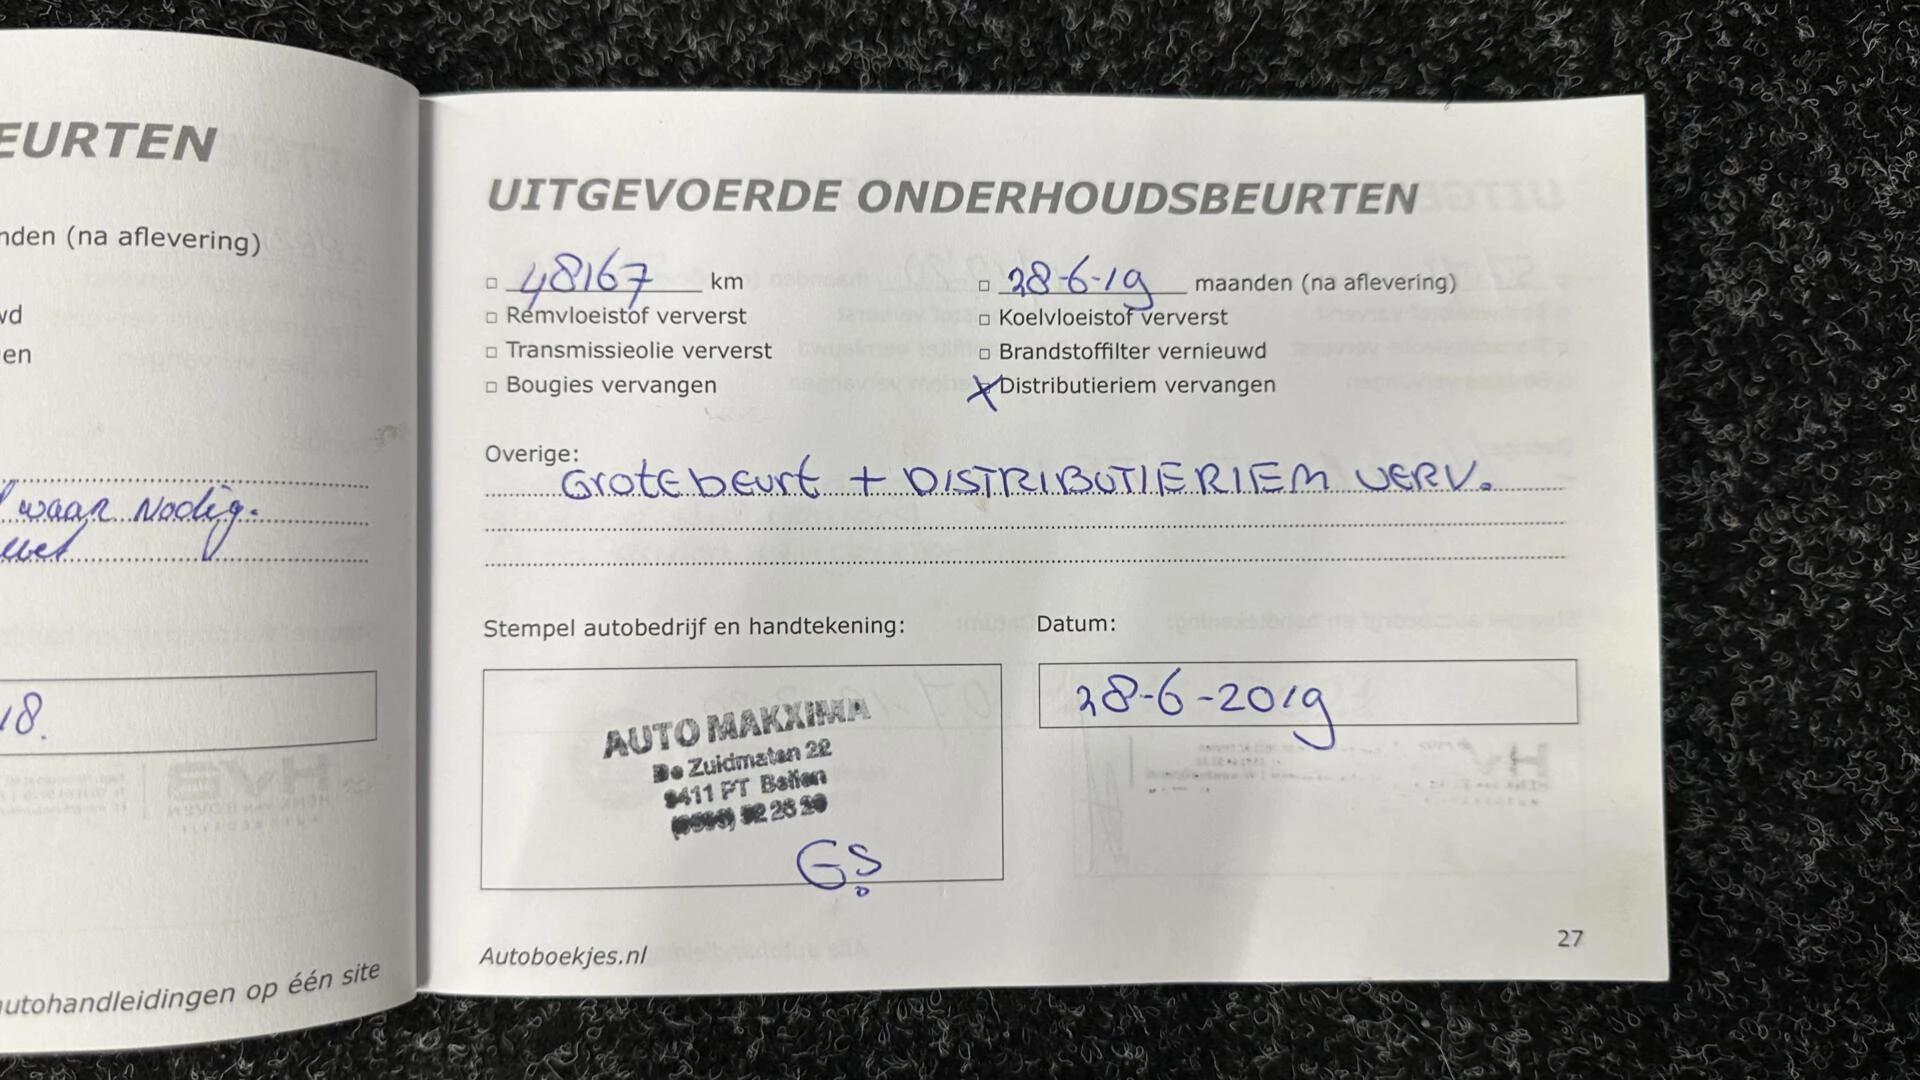 EURTEN
nden (na aflevering)
wd
en
waar nodig.
18.
autohandleidingen op één site
UITGEVOERDE ONDERHOUDSBEURTEN
48167 km
28-6-19 maanden (na aflevering)
Remvloeistof ververst
Koelvloeistof ververst
Transmissieolie ververst
Brandstoffilter vernieuwd
Bougies vervangen
X Distributieriem vervangen
Overige:
Grote beurt + DISTRIBUTIERIEM VERV.
Stempel autobedrijf en handtekening:
Datum:
AUTO MAKXIMA
De Zuidmaten 22
9411 PT Beilen
28-6-2019
GS
Autoboekjes.nl
27